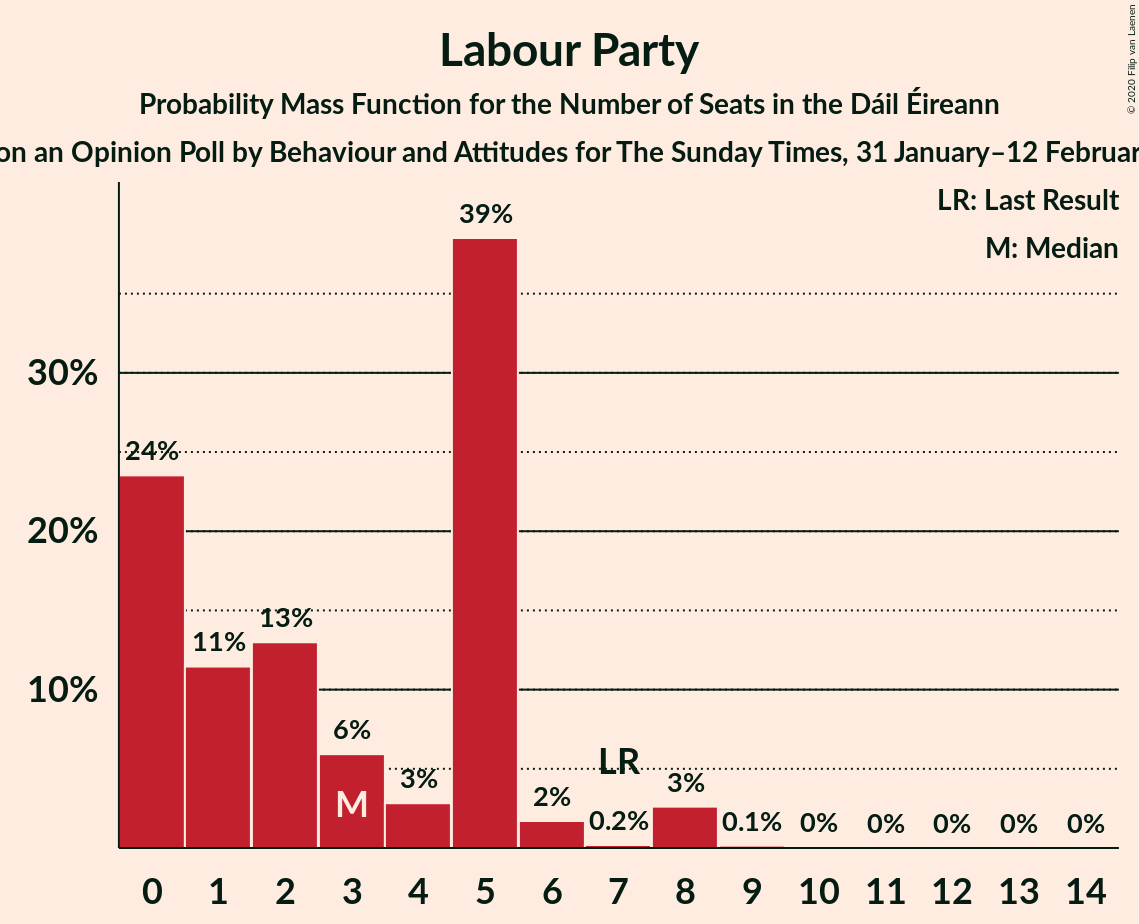 Labour Party
Probability Mass Function for the Number of Seats in the Dáil Éireann
on an Opinion Poll by Behaviour and Attitudes for The Sunday Times, 31 January–12 Februar
© 2020 Filip van Laenen
LR: Last Result
M: Median
39%
30%
24%
20%
13%
11%
10%
6%
LR
3%
3%
2%
M
0.2%
0.1%
0%
0%
0%
0%
0%
0 1 2 3 4 5 6 7 8 9 10 11 12 13 14